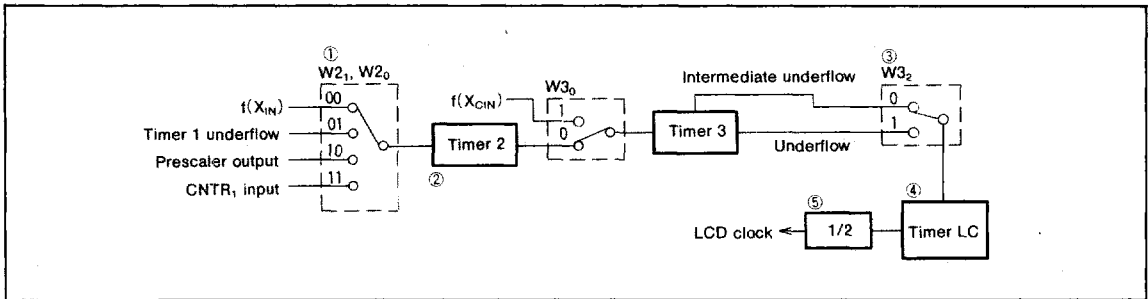 ①
W2₁, W2₀
00
f(X_IN)
01
Timer 1 underflow
10
Prescaler output
11
CNTR₁ input
Timer 2
②
f(X_CIN)
W3₀
1
0
Timer 3
Intermediate underflow
Underflow
③
W3₂
0
1
④
Timer LC
⑤
1/2
LCD clock